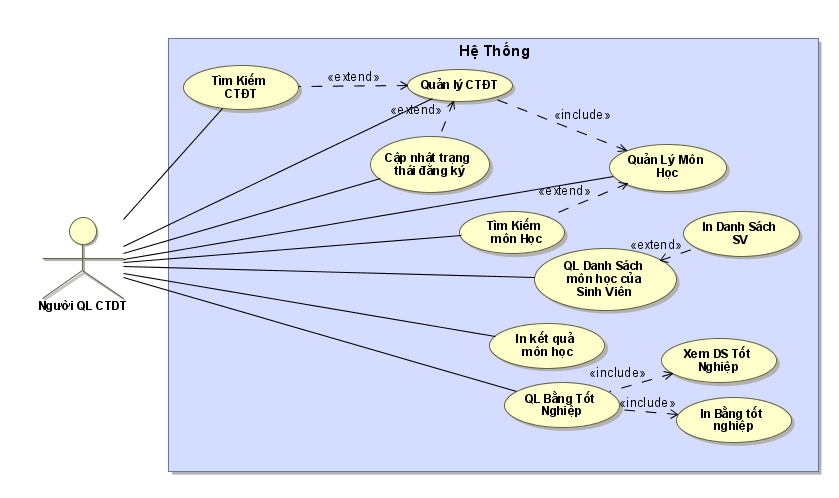 Hệ Thống
Tìm Kiếm
CTĐT
«extend»
Quản lý CTĐT
«extend»
«include»
Cập nhật trạng
thái đăng ký
Quản Lý Môn
Học
«extend»
Tìm Kiếm
môn Học
In Danh Sách
SV
«extend»
QL Danh Sách
môn học của
Sinh Viên
Người QL CTDT
In kết quả
môn học
Xem DS Tốt
Nghiệp
«include»
QL Bằng Tốt
Nghiệp
«include»
In Bằng tốt
nghiệp